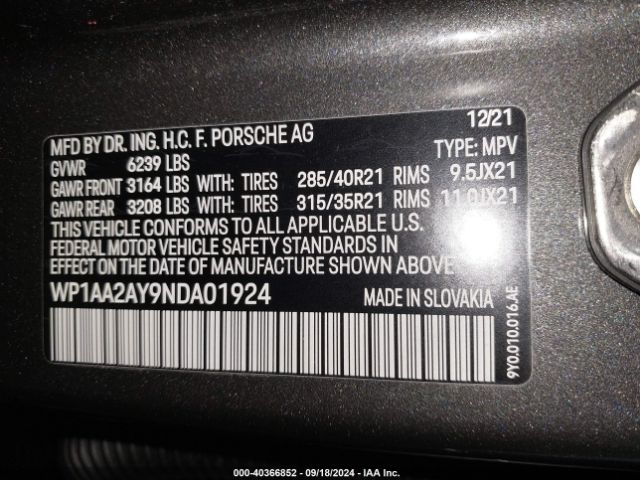 12/21
MFD BY DR. ING. H.C. F. PORSCHE AG
GVWR 6239 LBS TYPE: MPV
GAWR FRONT 3164 LBS WITH: TIRES 285/40R21 RIMS 9.5JX21
GAWR REAR 3208 LBS WITH: TIRES 315/35R21 RIMS 11.0JX21
THIS VEHICLE CONFORMS TO ALL APPLICABLE U.S.
FEDERAL MOTOR VEHICLE SAFETY STANDARDS IN
EFFECT ON THE DATE OF MANUFACTURE SHOWN ABOVE
WP1AA2AY9NDA01924 MADE IN SLOVAKIA
9Y0.010.016.AE
000-40366852 / 09/18/2024 - IAA Inc.